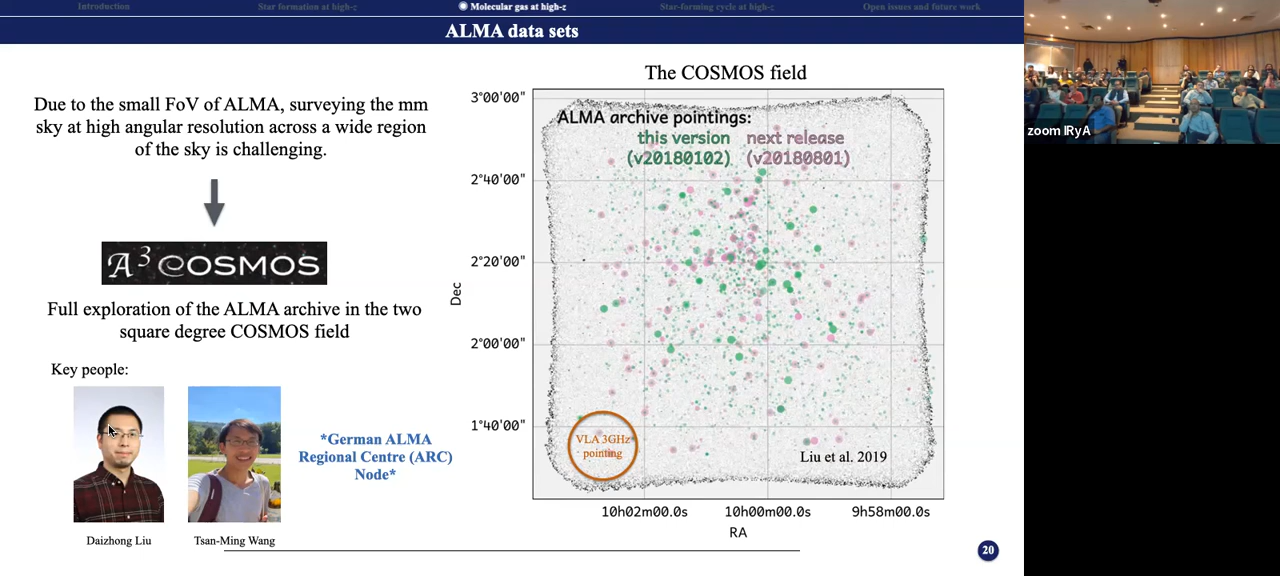 Introduction
Star formation at high-z
Molecular gas at high-z
Star-forming cycle at high-z
Open issues and future work
ALMA data sets
Due to the small FoV of ALMA, surveying the mm
sky at high angular resolution across a wide region
of the sky is challenging.
A3COSMOS
Full exploration of the ALMA archive in the two
square degree COSMOS field
Key people:
*German ALMA
Regional Centre (ARC)
Node*
Daizhong Liu
Tsan-Ming Wang
The COSMOS field
ALMA archive pointings:
this version next release
(v20180102) (v20180801)
3°00'00"
2°40'00"
2°20'00"
2°00'00"
1°40'00"
Dec
VLA 3GHz
pointing
Liu et al. 2019
10h02m00.0s
10h00m00.0s
9h58m00.0s
RA
20
zoom IRyA